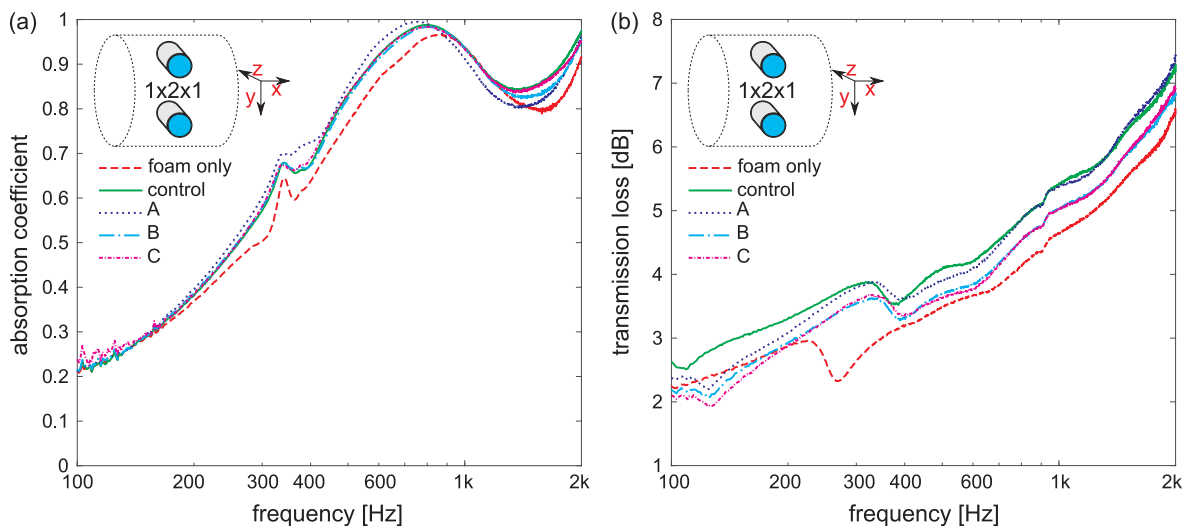 (a)
absorption coefficient
1
0.9
0.8
0.7
0.6
0.5
0.4
0.3
0.2
0.1
0
1x2x1
z
x
y
foam only
control
A
B
C
100
200
300
400
600
1k
2k
frequency [Hz]
(b)
transmission loss [dB]
8
7
6
5
4
3
2
1
1x2x1
z
x
y
foam only
control
A
B
C
100
200
300
400
600
1k
2k
frequency [Hz]